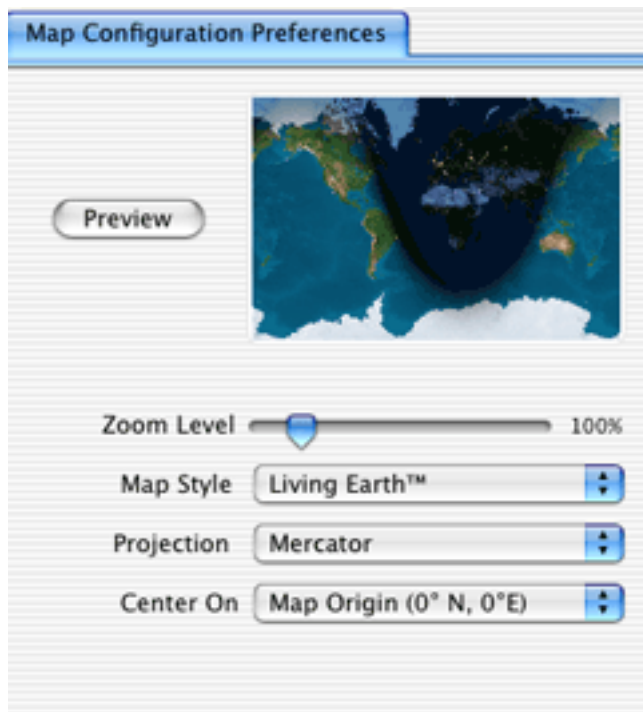 Map Configuration Preferences
Preview
Zoom Level 100%
Map Style Living Earth™
Projection Mercator
Center On Map Origin (0° N, 0°E)